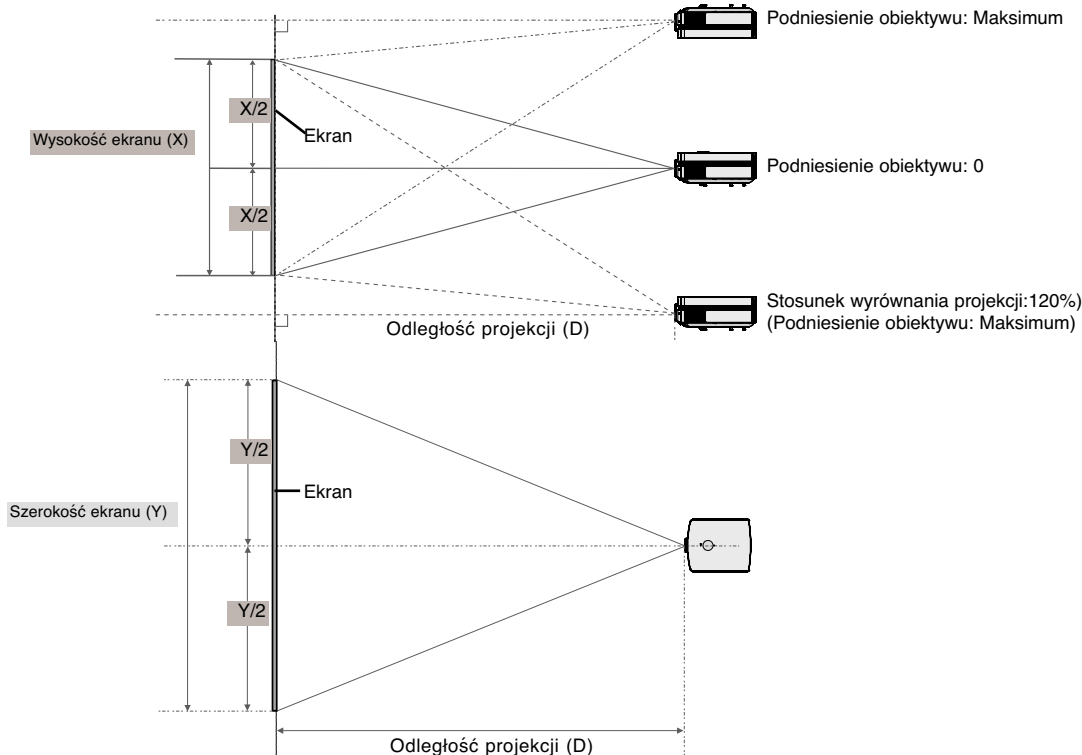 Podniesienie obiektywu: Maksimum
X/2
Ekran
Wysokość ekranu (X)
Podniesienie obiektywu: 0
X/2
Stosunek wyrównania projekcji:120%)
(Podniesienie obiektywu: Maksimum)
Odległość projekcji (D)
Y/2
Ekran
Szerokość ekranu (Y)
Y/2
Odległość projekcji (D)